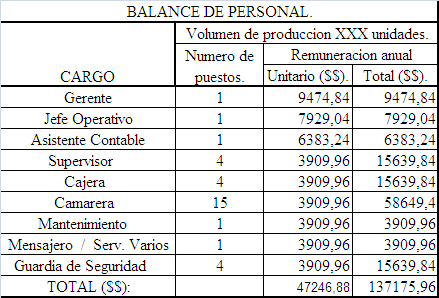 BALANCE DE PERSONAL.
Volumen de produccion XXX unidades.
CARGO Numero de puestos. Remuneracion anual
Unitario ($$). Total ($$).
Gerente 1 9474,84 9474,84
Jefe Operativo 1 7929,04 7929,04
Asistente Contable 1 6383,24 6383,24
Supervisor 4 3909,96 15639,84
Cajera 4 3909,96 15639,84
Camarera 15 3909,96 58649,4
Mantenimiento 1 3909,96 3909,96
Mensajero / Serv. Varios 1 3909,96 3909,96
Guardia de Seguridad 4 3909,96 15639,84
TOTAL ($$): 47246,88 137175,96